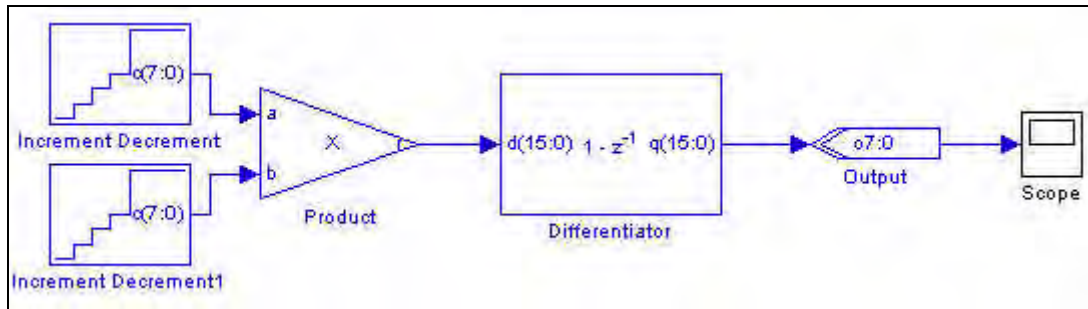 c(7:0)
Increment Decrement
c(7:0)
Increment Decrement1
a
X
b
r
Product
d(15:0) 1 - z⁻¹ q(15:0)
Differentiator
o7:0
Output
Scope